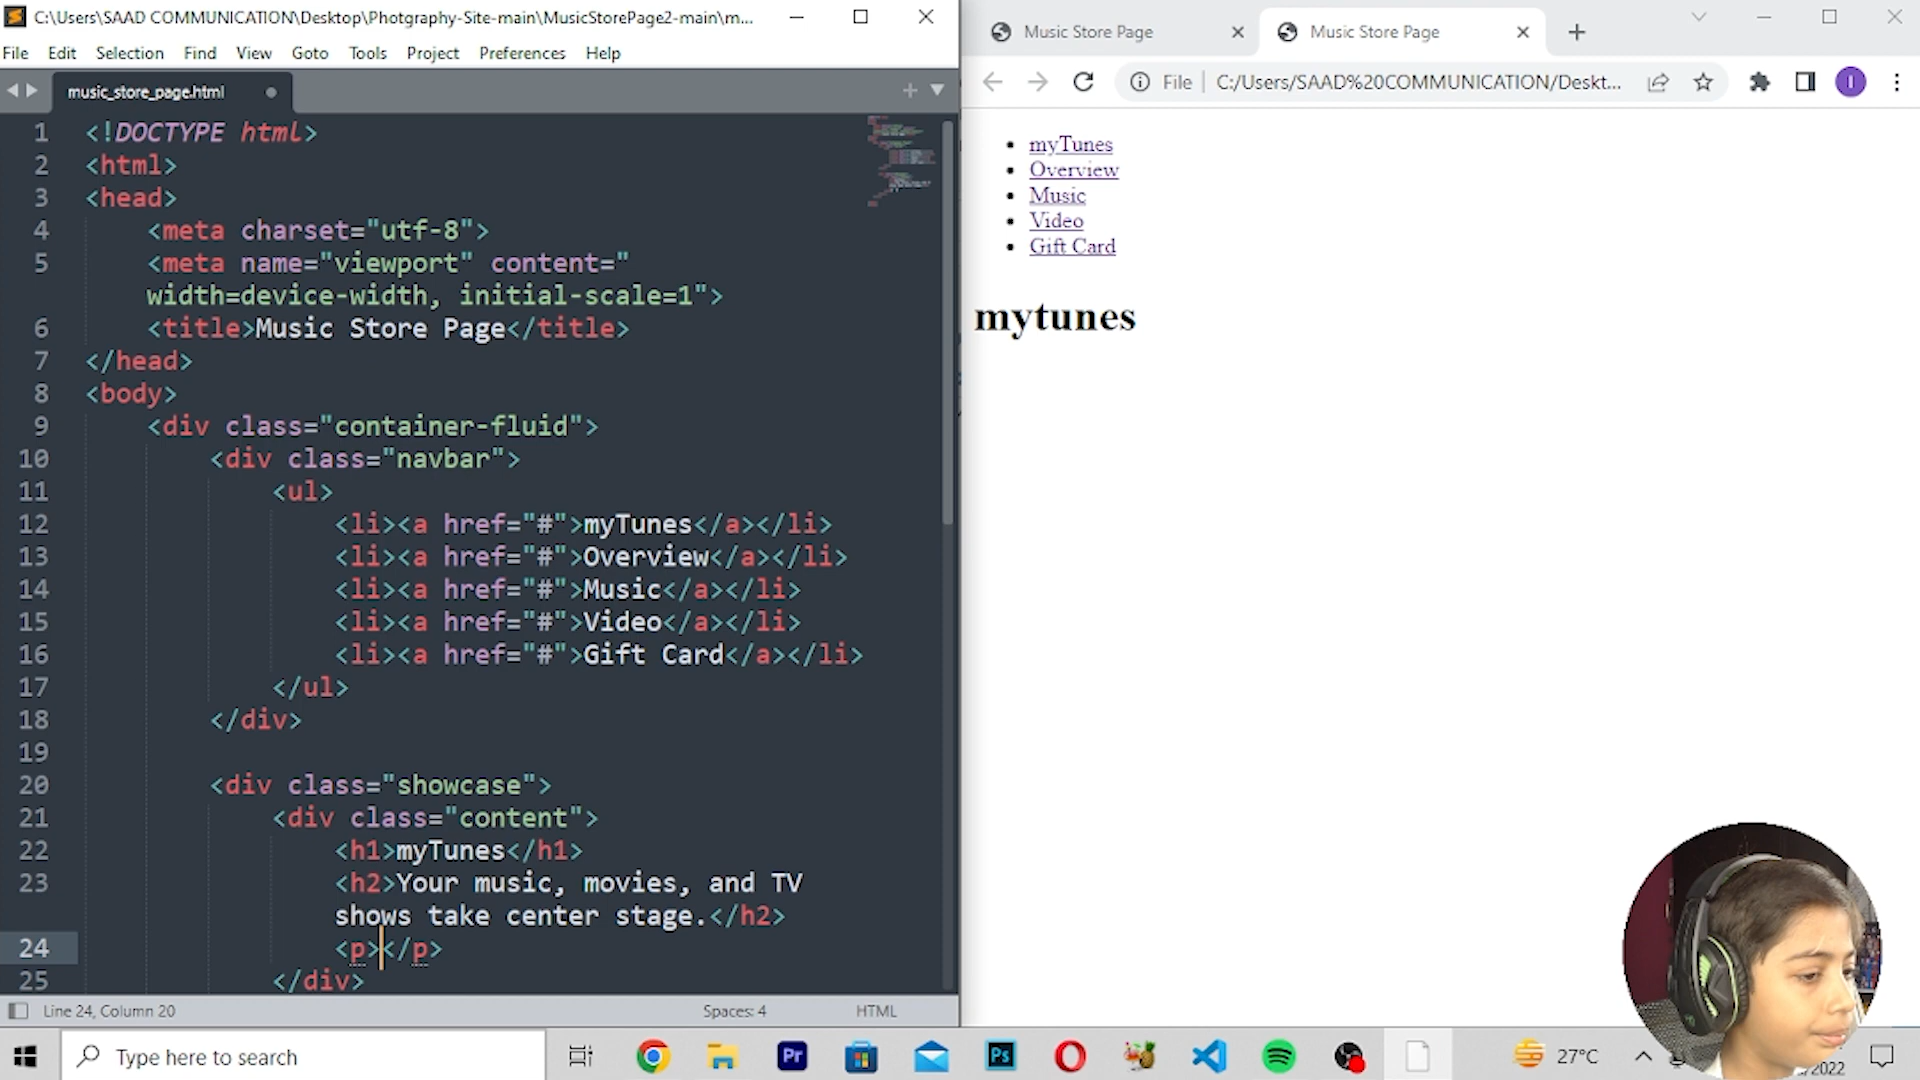 C:\Users\SAAD COMMUNICATION\Desktop\Photgraphy-Site-main\MusicStorePage2-main\m...
File Edit Selection Find View Goto Tools Project Preferences Help
music_store_page.html
1 <!DOCTYPE html>
2 <html>
3 <head>
4 <meta charset="utf-8">
5 <meta name="viewport" content="
width=device-width, initial-scale=1">
6 <title>Music Store Page</title>
7 </head>
8 <body>
9 <div class="container-fluid">
10 <div class="navbar">
11 <ul>
12 <li><a href="#">myTunes</a></li>
13 <li><a href="#">Overview</a></li>
14 <li><a href="#">Music</a></li>
15 <li><a href="#">Video</a></li>
16 <li><a href="#">Gift Card</a></li>
17 </ul>
18 </div>
19
20 <div class="showcase">
21 <div class="content">
22 <h1>myTunes</h1>
23 <h2>Your music, movies, and TV
shows take center stage.</h2>
24 <p></p>
25 </div>
Line 24, Column 20 Spaces: 4 HTML
Music Store Page Music Store Page
File C:/Users/SAAD%20COMMUNICATION/Deskt...
I
myTunes
Overview
Music
Video
Gift Card
mytunes
Type here to search
Pr
Ps
27°C
/2022